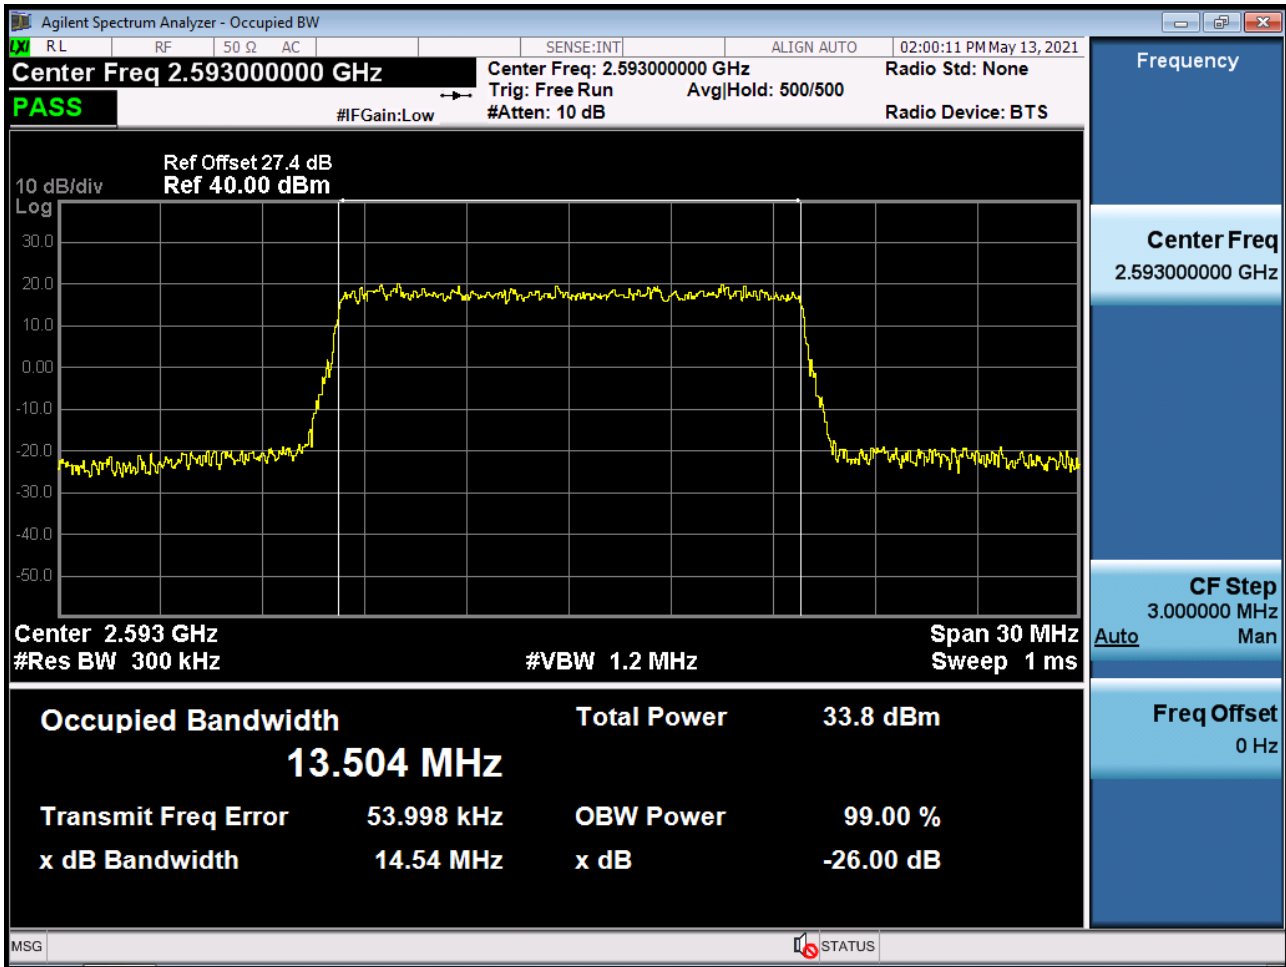 Agilent Spectrum Analyzer - Occupied BW
LXI RL RF 50 Ω AC SENSE:INT ALIGN AUTO 02:00:11 PM May 13, 2021
Center Freq 2.593000000 GHz
Center Freq: 2.593000000 GHz
Radio Std: None
Trig: Free Run Avg|Hold: 500/500
PASS
#IFGain:Low
#Atten: 10 dB
Radio Device: BTS
Ref Offset 27.4 dB
10 dB/div Ref 40.00 dBm
Log
30.0
20.0
10.0
0.00
-10.0
-20.0
-30.0
-40.0
-50.0
Center 2.593 GHz Span 30 MHz
#Res BW 300 kHz #VBW 1.2 MHz Sweep 1 ms
Occupied Bandwidth Total Power 33.8 dBm
13.504 MHz
Transmit Freq Error 53.998 kHz OBW Power 99.00 %
x dB Bandwidth 14.54 MHz x dB -26.00 dB
MSG STATUS
Frequency
Center Freq
2.593000000 GHz
CF Step
3.000000 MHz
Auto Man
Freq Offset
0 Hz